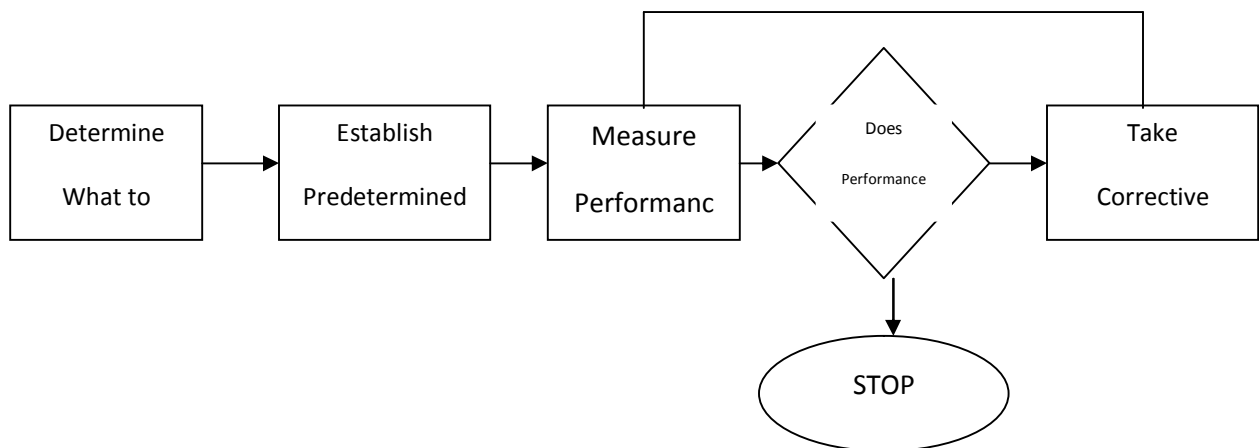 Determine
What to
Establish
Predetermined
Measure
Performanc
Does
Performance
Take
Corrective
STOP